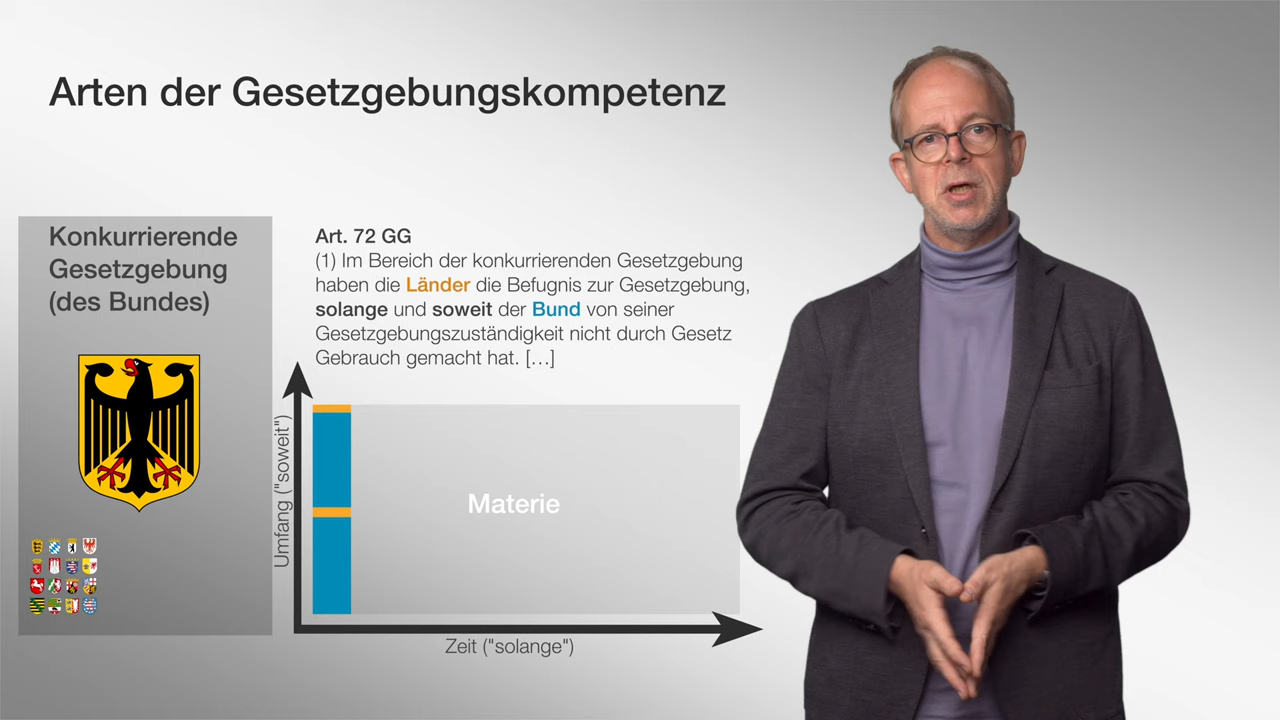 Arten der Gesetzgebungskompetenz
Konkurrierende
Gesetzgebung
(des Bundes)
Art. 72 GG
(1) Im Bereich der konkurrierenden Gesetzgebung
haben die Länder die Befugnis zur Gesetzgebung,
solange und soweit der Bund von seiner
Gesetzgebungszuständigkeit nicht durch Gesetz
Gebrauch gemacht hat. […]
Umfang ("soweit")
Materie
Zeit ("solange")